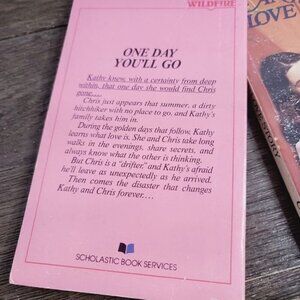 WILDFIRE
ONE DAY
YOU'LL GO
Kathy knew, with a certainty from deep
within, that one day she would find Chris
gone....
Chris just appears that summer, a dirty
hitchhiker with no place to go, and Kathy's
family takes him in.
During the golden days that follow, Kathy
learns what love is. She and Chris take long
walks in the evenings, share secrets, and
always know what the other is thinking.
But Chris is a "drifter," and Kathy's afraid
he'll leave as unexpectedly as he arrived.
Then comes the disaster that changes
Kathy and Chris forever....
SCHOLASTIC BOOK SERVICES
LOVE